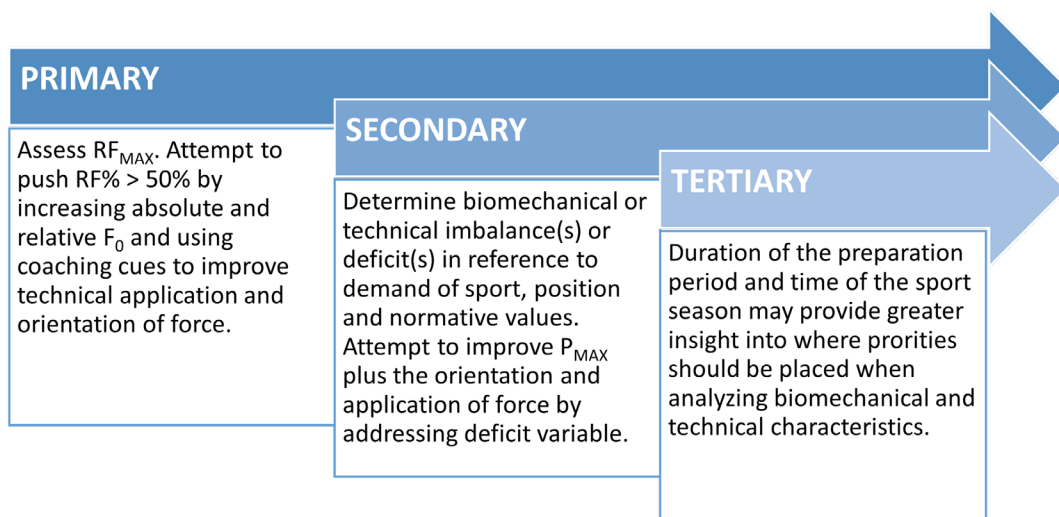 PRIMARY
Assess RF_MAX. Attempt to
push RF% > 50% by
increasing absolute and
relative F_0 and using
coaching cues to improve
technical application and
orientation of force.
SECONDARY
Determine biomechanical or
technical imbalance(s) or
deficit(s) in reference to
demand of sport, position
and normative values.
Attempt to improve P_MAX
plus the orientation and
application of force by
addressing deficit variable.
TERTIARY
Duration of the preparation
period and time of the sport
season may provide greater
insight into where prorities
should be placed when
analyzing biomechanical and
technical characteristics.